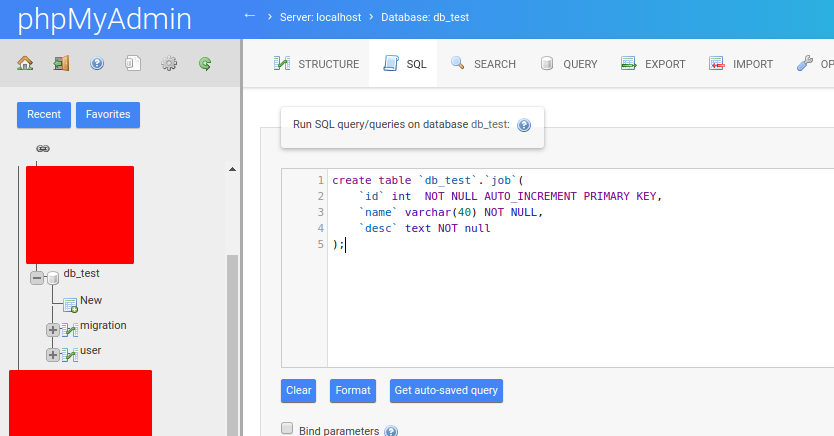 phpMyAdmin
← › Server: localhost › Database: db_test
STRUCTURE SQL SEARCH QUERY EXPORT IMPORT
Recent Favorites
Run SQL query/queries on database db_test:
1 create table `db_test`.`job`(
2 `id` int  NOT NULL AUTO_INCREMENT PRIMARY KEY,
3 `name` varchar(40) NOT NULL,
4 `desc` text NOT null
5 );
db_test
New
migration
user
Clear Format Get auto-saved query
Bind parameters